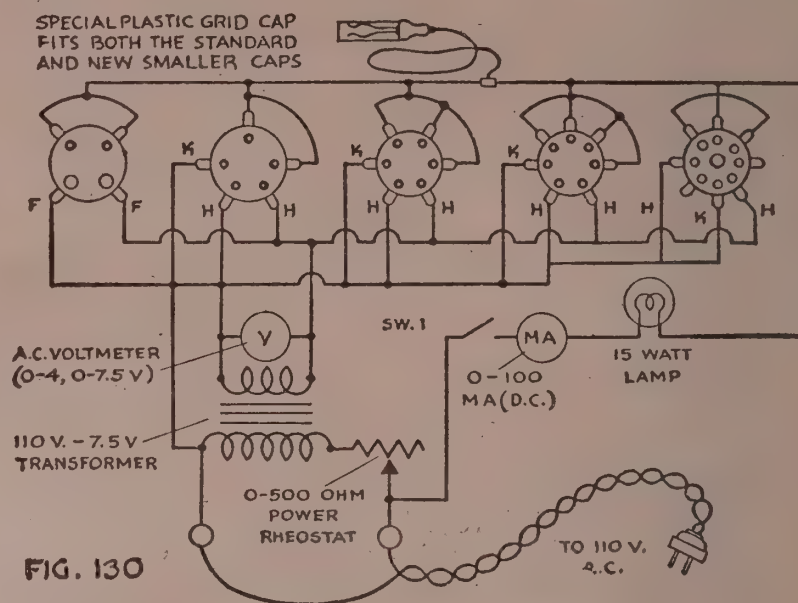 SPECIAL PLASTIC GRID CAP
FITS BOTH THE STANDARD
AND NEW SMALLER CAPS
F
F
K
H
H
K
H
H
K
H
H
H
K
H
A.C. VOLTMETER
(0-4, 0-7.5 V)
V
SW. 1
MA
0-100
MA (D.C.)
15 WATT
LAMP
110 V. - 7.5 V
TRANSFORMER
0-500 OHM
POWER
RHEOSTAT
TO 110 V.
A.C.
FIG. 130